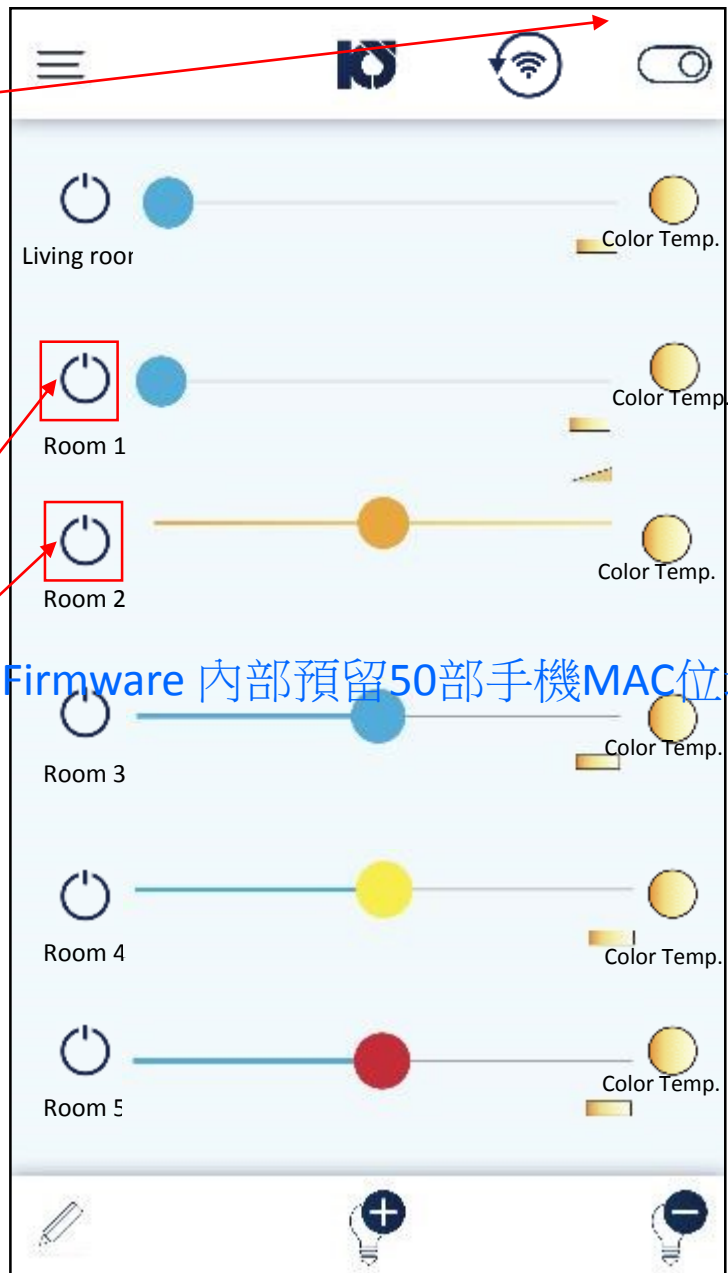 Color Temp.
Living roor
Color Temp.
Room 1
Color Temp.
Room 2
Firmware 內部預留50部手機MAC位
Color Temp.
Room 3
Room 4
Color Temp.
Color Temp.
Room 5